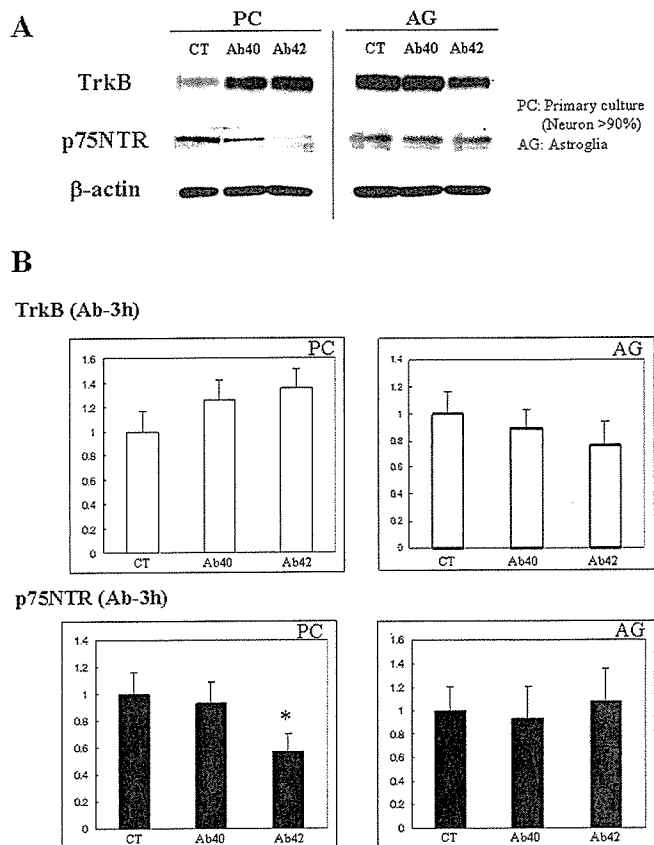 A
PC
AG
CT Ab40 Ab42
CT Ab40 Ab42
TrkB
p75NTR
β-actin
PC: Primary culture
(Neuron >90%)
AG: Astroglia
B
TrkB (Ab-3h)
PC
1.6
1.4
1.2
1
0.8
0.6
0.4
0.2
0
CT Ab40 Ab42
AG
1.4
1.2
1
0.8
0.6
0.4
0.2
0
CT Ab40 Ab42
p75NTR (Ab-3h)
PC
1.4
1.2
1
0.8
0.6
0.4
0.2
0
*
CT Ab40 Ab42
AG
1.6
1.4
1.2
1
0.8
0.6
0.4
0.2
0
CT Ab40 Ab42